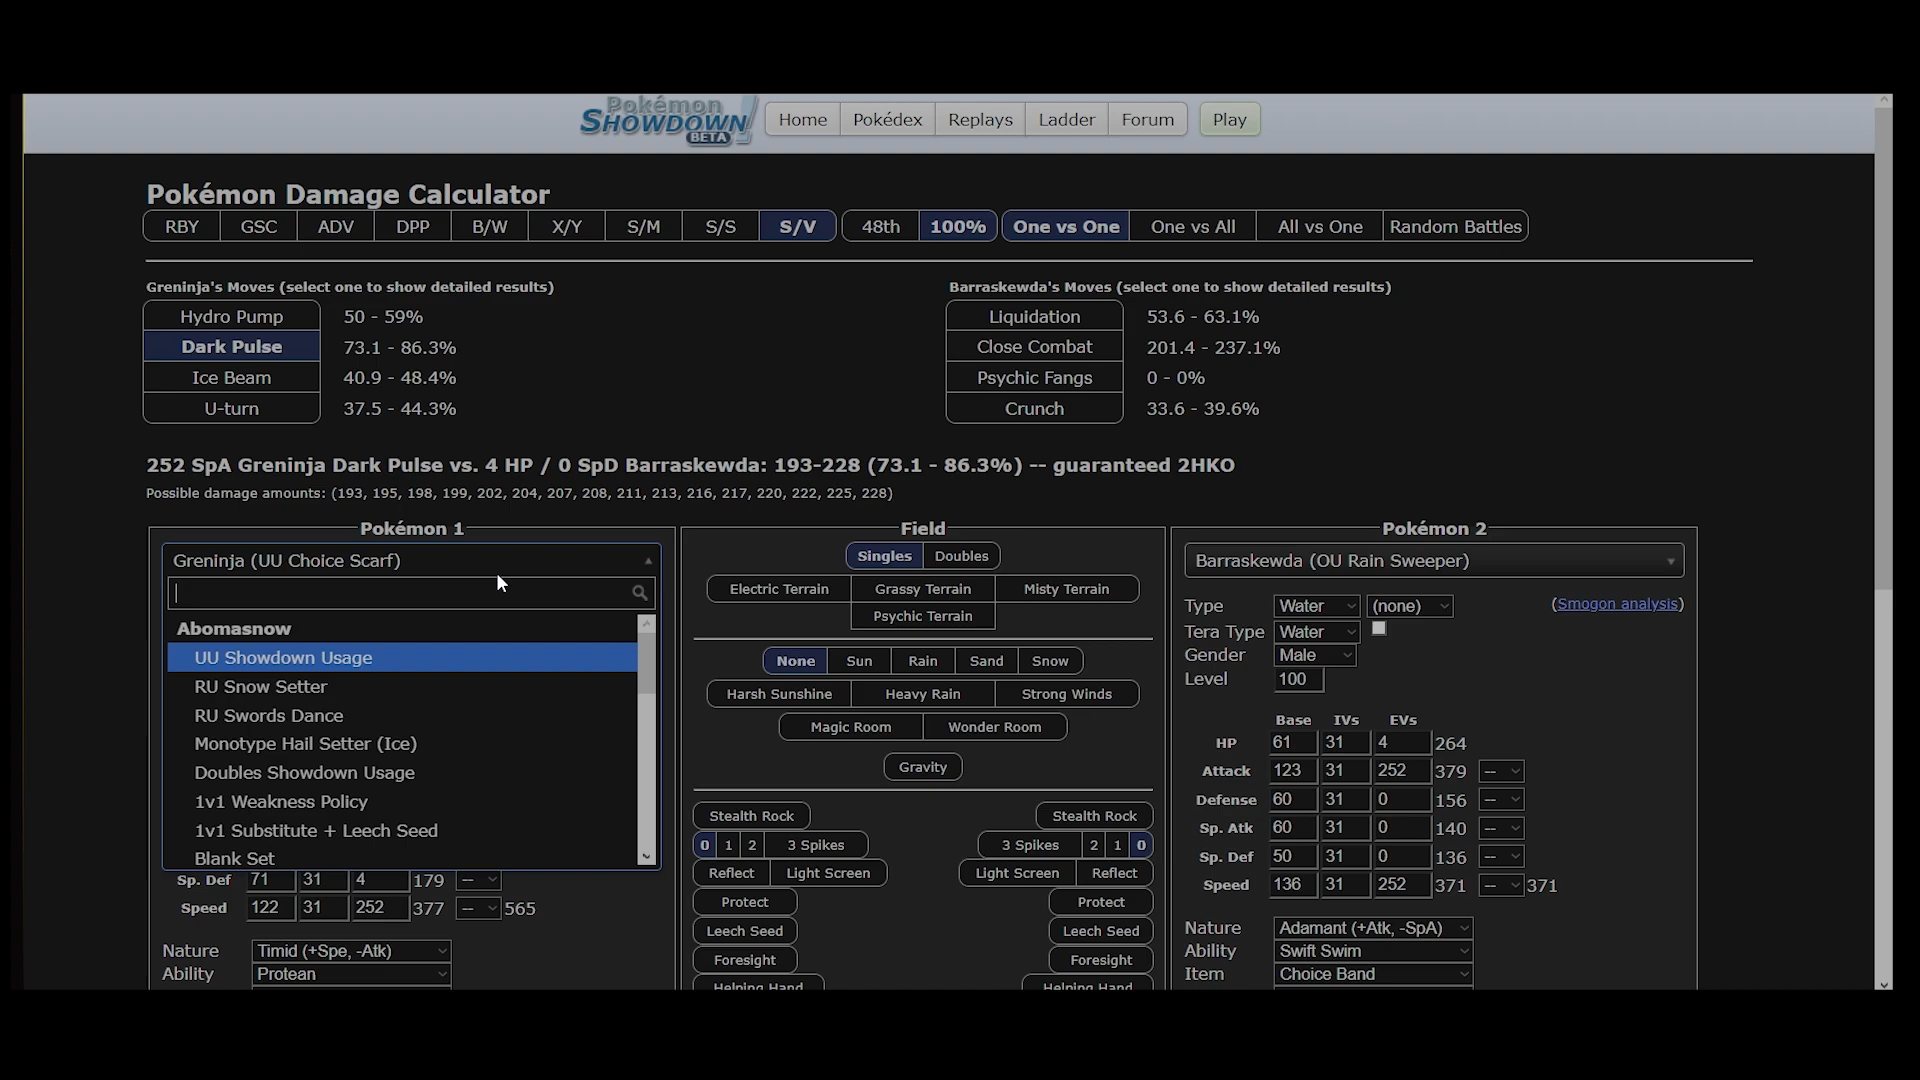 Pokémon
SHOWDOWN!
BETA
Home Pokédex Replays Ladder Forum Play
Pokémon Damage Calculator
RBY GSC ADV DPP B/W X/Y S/M S/S S/V 48th 100% One vs One One vs All All vs One Random Battles
Greninja's Moves (select one to show detailed results)
Hydro Pump 50 - 59%
Dark Pulse 73.1 - 86.3%
Ice Beam 40.9 - 48.4%
U-turn 37.5 - 44.3%
Barraskewda's Moves (select one to show detailed results)
Liquidation 53.6 - 63.1%
Close Combat 201.4 - 237.1%
Psychic Fangs 0 - 0%
Crunch 33.6 - 39.6%
252 SpA Greninja Dark Pulse vs. 4 HP / 0 SpD Barraskewda: 193-228 (73.1 - 86.3%) -- guaranteed 2HKO
Possible damage amounts: (193, 195, 198, 199, 202, 204, 207, 208, 211, 213, 216, 217, 220, 222, 225, 228)
Pokémon 1
Greninja (UU Choice Scarf)
Abomasnow
UU Showdown Usage
RU Snow Setter
RU Swords Dance
Monotype Hail Setter (Ice)
Doubles Showdown Usage
1v1 Weakness Policy
1v1 Substitute + Leech Seed
Blank Set
Sp. Def 71 31 4 179 --
Speed 122 31 252 377 -- 565
Nature Timid (+Spe, -Atk)
Ability Protean
Field
Singles Doubles
Electric Terrain Grassy Terrain Misty Terrain
Psychic Terrain
None Sun Rain Sand Snow
Harsh Sunshine Heavy Rain Strong Winds
Magic Room Wonder Room
Gravity
Stealth Rock Stealth Rock
0 1 2 3 Spikes 3 Spikes 2 1 0
Reflect Light Screen Light Screen Reflect
Protect Protect
Leech Seed Leech Seed
Foresight Foresight
Helping Hand Helping Hand
Pokémon 2
Barraskewda (OU Rain Sweeper)
Type Water (none) (Smogon analysis)
Tera Type Water
Gender Male
Level 100
Base IVs EVs
HP 61 31 4 264
Attack 123 31 252 379 --
Defense 60 31 0 156 --
Sp. Atk 60 31 0 140 --
Sp. Def 50 31 0 136 --
Speed 136 31 252 371 -- 371
Nature Adamant (+Atk, -SpA)
Ability Swift Swim
Item Choice Band